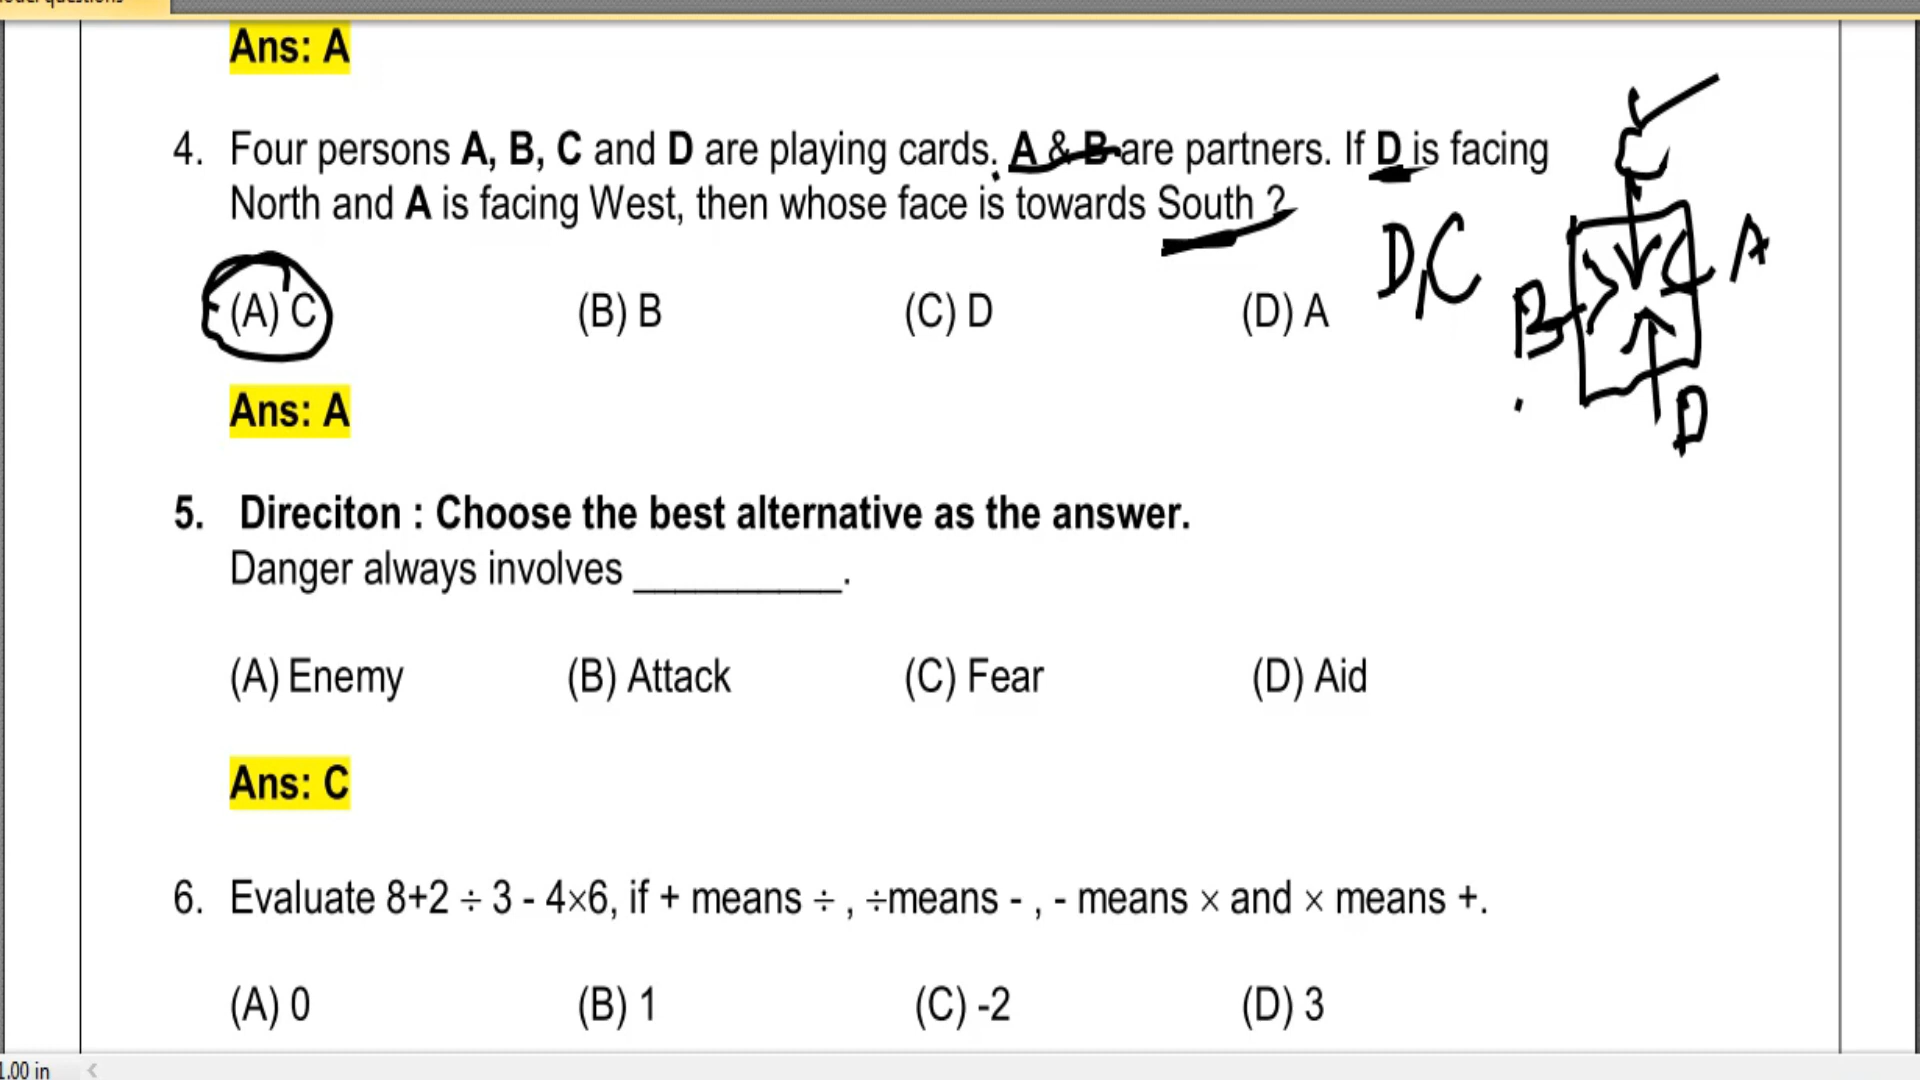 Ans: A
4. Four persons A, B, C and D are playing cards. A & B are partners. If D is facing
North and A is facing West, then whose face is towards South ?
(A) C (B) B (C) D (D) A
D,C
C
A
B
D
Ans: A
5. Direciton : Choose the best alternative as the answer.
Danger always involves __________.
(A) Enemy (B) Attack (C) Fear (D) Aid
Ans: C
6. Evaluate 8+2 ÷ 3 - 4×6, if + means ÷ , ÷means - , - means × and × means +.
(A) 0 (B) 1 (C) -2 (D) 3
1.00 in